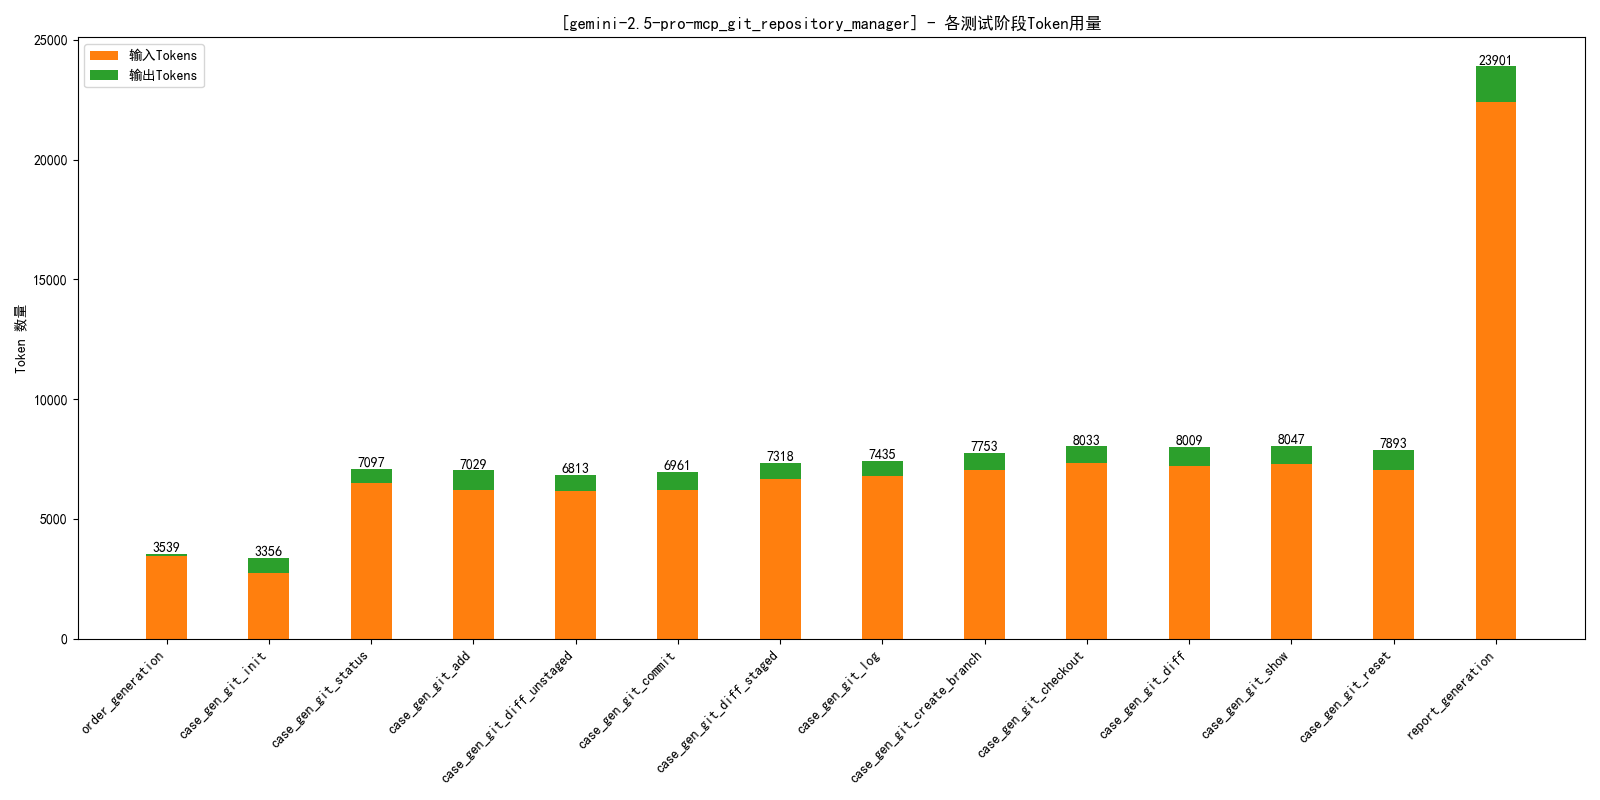 [gemini-2.5-pro-mcp_git_repository_manager] - 各测试阶段Token用量
输入Tokens
输出Tokens
Token 数量
25000
20000
15000
10000
5000
0
3539
3356
7097
7029
6813
6961
7318
7435
7753
8033
8009
8047
7893
23901
order_generation
case_gen_git_init
case_gen_git_status
case_gen_git_add
case_gen_git_diff_unstaged
case_gen_git_commit
case_gen_git_diff_staged
case_gen_git_log
case_gen_git_create_branch
case_gen_git_checkout
case_gen_git_diff
case_gen_git_show
case_gen_git_reset
report_generation